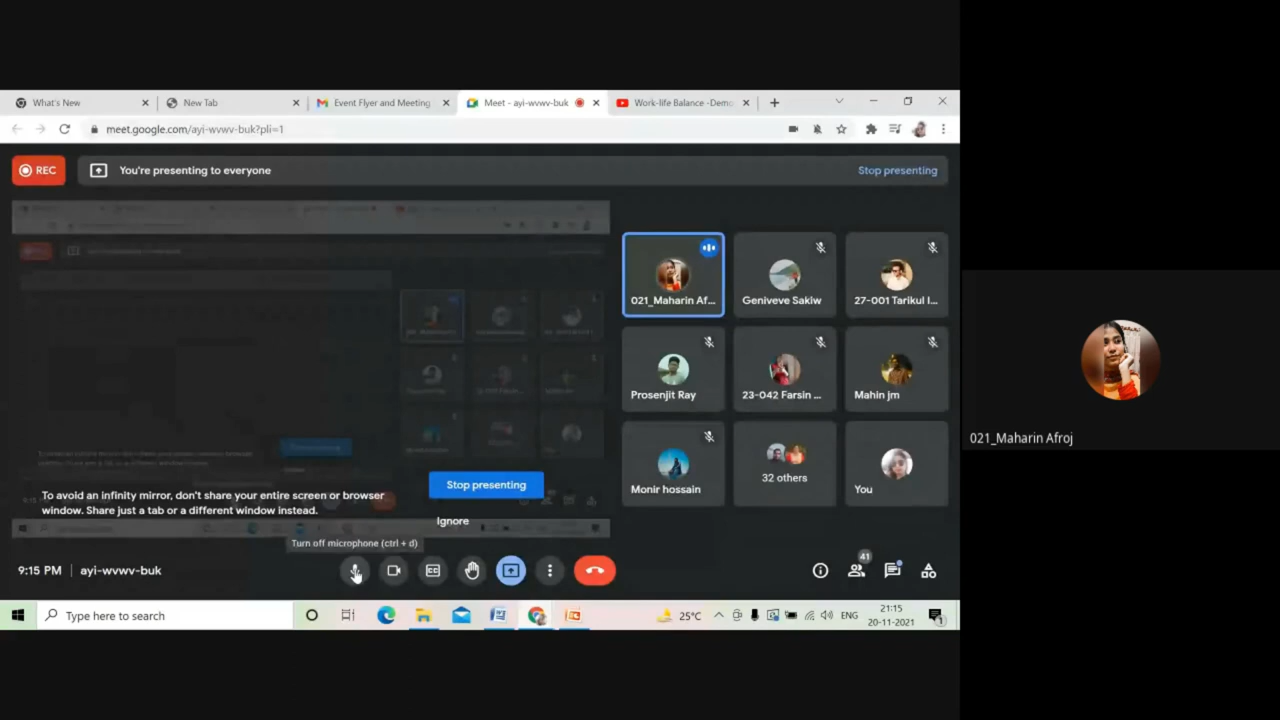 What's New
New Tab
Event Flyer and Meeting
Meet - ayi-wvwv-buk
Work-life Balance -Demo
meet.google.com/ayi-wvwv-buk?pli=1
REC
You're presenting to everyone
Stop presenting
021_Maharin Af...
Geniveve Sakiw
27-001 Tarikul I...
Prosenjit Ray
23-042 Farsin ...
Mahin jm
Monir hossain
32 others
You
To avoid an infinity mirror, don't share your entire screen or browser
window. Share just a tab or a different window instead.
Stop presenting
Ignore
Turn off microphone (ctrl + d)
9:15 PM | ayi-wvwv-buk
41
Type here to search
25°C
ENG
21:15
20-11-2021
1
021_Maharin Afroj